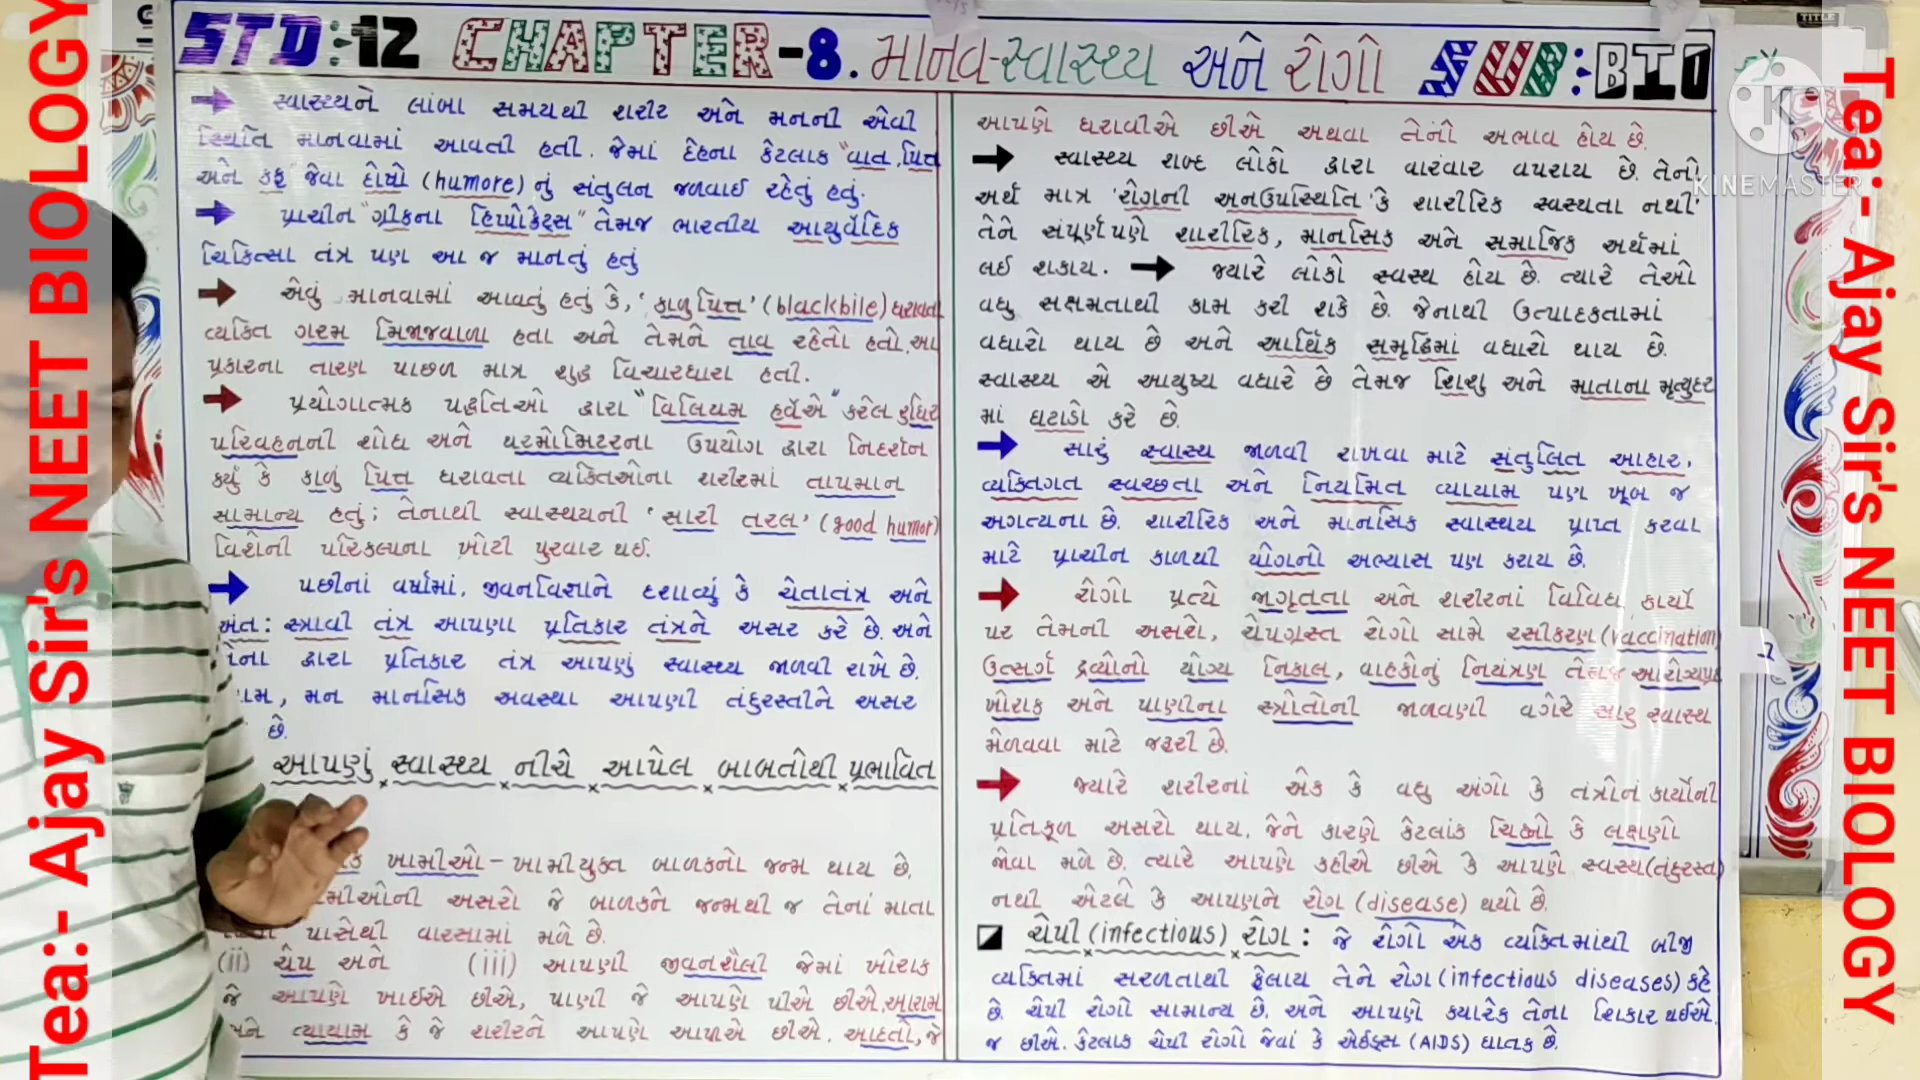 STD:12 CHAPTER-8. માનવ-સ્વાસ્થ્ય અને રોગો SUB:BIO
→ સ્વાસ્થ્યને લાંબા સમયથી શરીર અને મનની એવી
સ્થિતિ માનવામાં આવતી હતી. જેમાં દેહના કેટલાક "વાત, પિત્ત
અને કફ જેવા દોષો (humore) નું સંતુલન જળવાઈ રહેતું હતું.
→ પ્રાચીન "ગ્રીકના હિપ્પોક્રેટ્સ" તેમજ ભારતીય આયુર્વેદિક
ચિકિત્સા તંત્ર પણ આ જ માનતું હતું
→ એવું માનવામાં આવતું હતું કે, 'કાળુ પિત્ત' (blackbile) ધરાવતી
વ્યક્તિ ગરમ મિજાજવાળા હતા અને તેમને તાવ રહેતો હતો. આ
પ્રકારના તારણ પાછળ માત્ર શુદ્ધ વિચારધારા હતી.
→ પ્રયોગાત્મક પદ્ધતિઓ દ્વારા "વિલિયમ હર્વેએ" કરેલ રુધિર
પરિવહનની શોધ અને થરમોમિટરના ઉપયોગ દ્વારા નિદર્શન
કર્યું કે કાળું પિત્ત ધરાવતા વ્યક્તિઓના શરીરમાં તાપમાન
સામાન્ય હતું; તેનાથી સ્વાસ્થયની 'સારી તરલ' (good humor)
વિશેની પરિકલ્પના ખોટી પુરવાર થઈ.
→ પછીનાં વર્ષામાં, જીવનવિજ્ઞાને દશાવ્યું કે ચેતાતંત્ર અને
અંત: સ્ત્રાવી તંત્ર આપણા પ્રતિકાર તંત્રને અસર કરે છે. અને
દ્વારા પ્રતિકાર તંત્ર આપણું સ્વાસ્થ્ય જાળવી રાખે છે.
મન માનસિક અવસ્થા આપણી તંદુરસ્તીને અસર
છે.
આપણું સ્વાસ્થ્ય નીચે આપેલ બાબતોથી પ્રભાવિત
ખામીઓ - ખામીયુક્ત બાળકનો જન્મ થાય છે.
અસરો જે બાળકને જન્મથી જ તેનાં માતા
પાસેથી વારસામાં મળે છે.
(ii) ચેપ અને (iii) આપણી જીવનશૈલી જેમાં ખોરાક
જે આપણે ખાઈએ છીએ, પાણી જે આપણે પીએ છીએ, આરામ
અને વ્યાયામ કે જે શરીરને આપણે આપીએ છીએ. આદતો, જે
આપણે ધરાવીએ છીએ અથવા તેનો અભાવ હોય છે.
→ સ્વાસ્થ્ય શબ્દ લોકો દ્વારા વારંવાર વપરાય છે. તેનો
અર્થ માત્ર 'રોગની અનઉપસ્થિતિ' કે શારીરિક સ્વસ્થતા નથી'
તેને સંપૂર્ણપણે શારીરિક, માનસિક અને સમાજિક અર્થમાં
લઈ શકાય. → જ્યારે લોકો સ્વસ્થ હોય છે. ત્યારે તેઓ
વધુ સક્ષમતાથી કામ કરી શકે છે. જેનાથી ઉત્પાદકતામાં
વધારો થાય છે અને આર્થિક સમૃદ્ધિમાં વધારો થાય છે.
સ્વાસ્થ્ય એ આયુષ્ય વધારે છે તેમજ શિશુ અને માતાના મૃત્યુદર
માં ઘટાડો કરે છે.
→ સારું સ્વાસ્થ જાળવી રાખવા માટે સંતુલિત આહાર,
વ્યક્તિગત સ્વચ્છતા અને નિયમિત વ્યાયામ પણ ખૂબ જ
અગત્યના છે. શારીરિક અને માનસિક સ્વાસ્થય પ્રાપ્ત કરવા
માટે પ્રાચીન કાળથી યોગનો અભ્યાસ પણ કરાય છે.
→ રોગો પ્રત્યે જાગૃતતા અને શરીરનાં વિવિધ કાર્યો
પર તેમની અસરો, ચેપગ્રસ્ત રોગો સામે રસીકરણ (vaccination)
ઉત્સર્ગ દ્રવ્યોનો યોગ્ય નિકાલ, વાહકોનું નિયંત્રણ તેમજ આરોગ્યપ્રદ
ખોરાક અને પાણીના સ્ત્રોતોની જાળવણી વગેરે સારુ સ્વાસ્થ
મેળવવા માટે જરૂરી છે.
→ જ્યારે શરીરનાં એક કે વધુ અંગો કે તંત્રોનં કાર્યોની
પ્રતિકૂળ અસરો થાય, જેને કારણે કેટલાંક ચિહ્નો કે લક્ષણો
જોવા મળે છે. ત્યારે આપણે કહીએ છીએ કે આપણે સ્વસ્થ (તંદુરસ્ત)
નથી એટલે કે આપણને રોગ (disease) થયો છે.
ચેપી (infectious) રોગ: જે રોગો એક વ્યક્તિમાંથી બીજી
વ્યક્તિમાં સરળતાથી ફેલાય તેને રોગ (infectious diseases) કહે
છે. ચેપી રોગો સામાન્ય છે. અને આપણે ક્યારેક તેના શિકાર થઈએ
જ છીએ. કેટલાક ચેપી રોગો જેવાં કે એઈડ્સ (AIDS) ઘાતક છે.
Tea:- Ajay Sir's NEET BIOLOGY
Tea:- Ajay Sir's NEET BIOLOGY
KINEMASTER